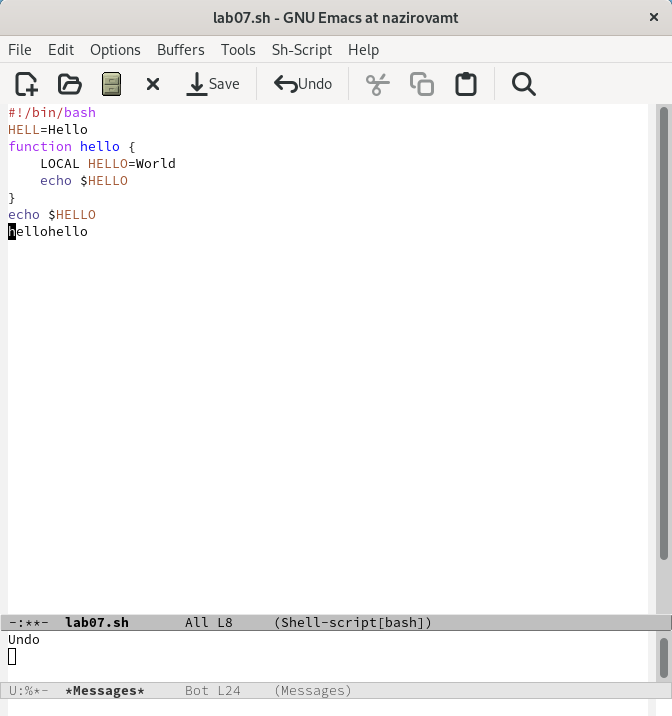 lab07.sh - GNU Emacs at nazirovamt
File Edit Options Buffers Tools Sh-Script Help
Save Undo
#!/bin/bash
HELL=Hello
function hello {
    LOCAL HELLO=World
    echo $HELLO
}
echo $HELLO
hellohello
-:**-  lab07.sh       All L8     (Shell-script[bash])
Undo
U:%*-  *Messages*     Bot L24    (Messages)